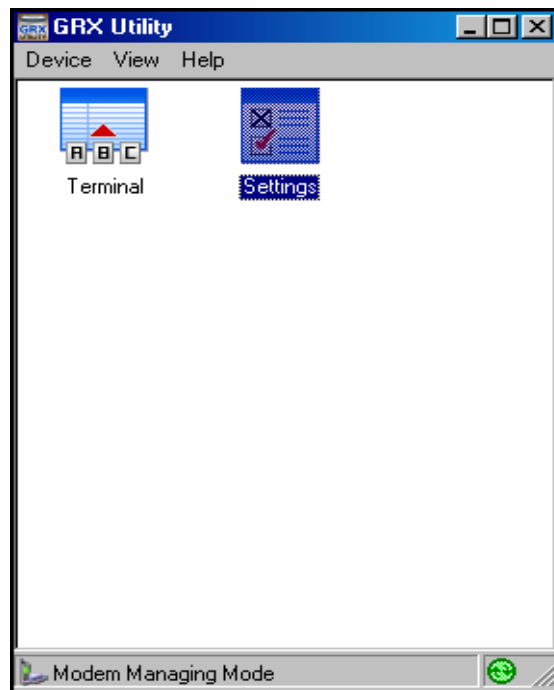 GRX Utility
Device View Help
A B C
Terminal Settings
Modem Managing Mode